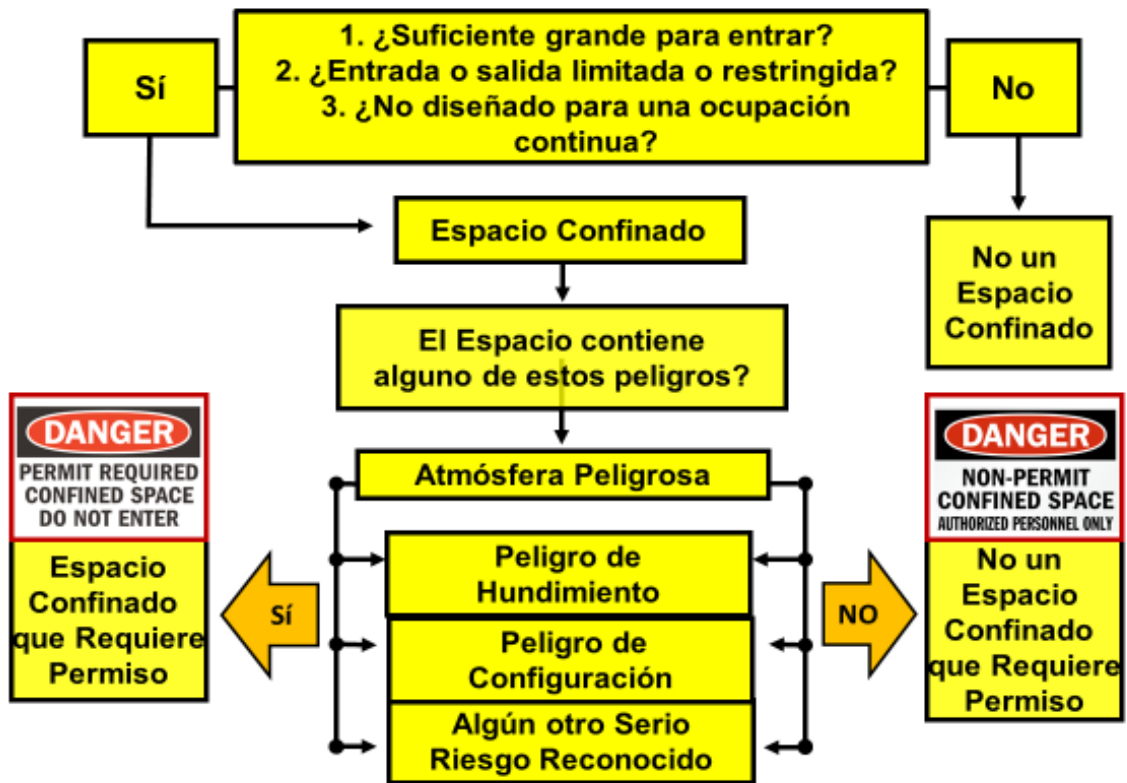 1. ¿Suficiente grande para entrar?
2. ¿Entrada o salida limitada o restringida?
3. ¿No diseñado para una ocupación
continua?
Sí
No
Espacio Confinado
No un
Espacio
Confinado
El Espacio contiene
alguno de estos peligros?
DANGER
PERMIT REQUIRED
CONFINED SPACE
DO NOT ENTER
Espacio
Confinado
que Requiere
Permiso
Sí
Atmósfera Peligrosa
Peligro de
Hundimiento
Peligro de
Configuración
Algún otro Serio
Riesgo Reconocido
NO
DANGER
NON-PERMIT
CONFINED SPACE
AUTHORIZED PERSONNEL ONLY
No un
Espacio
Confinado
que Requiere
Permiso